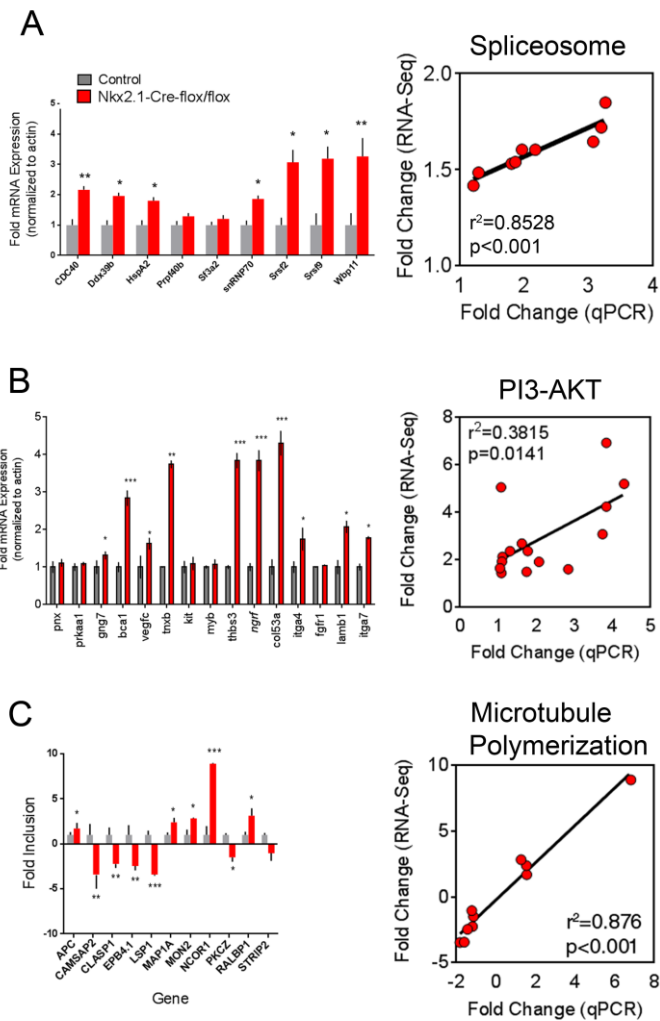 A
Control
Nkx2.1-Cre-flox/flox
Fold mRNA Expression
(normalized to actin)
5
4
3
2
1
0
** * * * * * **
CDC40 Ddx39b HspA2 Prpf40b Sf3a2 snRNP70 Srsf2 Srsf9 Wbp11
Spliceosome
Fold Change (RNA-Seq)
2.0
1.5
1.0
r²=0.8528
p<0.001
1 2 3 4
Fold Change (qPCR)
B
Fold mRNA Expression
(normalized to actin)
5
4
3
2
1
0
* *** * ** *** *** *** * * *
pnx prkaa1 gng7 bca1 vegfc tnxb kit myb thbs3 ngrf col53a itga4 fgfr1 lamb1 itga7
PI3-AKT
Fold Change (RNA-Seq)
8
6
4
2
0
r²=0.3815
p=0.0141
0 1 2 3 4 5
Fold Change (qPCR)
C
Fold Inclusion
10
5
0
-5
-10
* ** ** ** *** * * *** * *
APC CAMSAP2 CLASP1 EPB4.1 LSP1 MAP1A MON2 NCOR1 PKCZ RALBP1 STRIP2
Gene
Microtubule
Polymerization
Fold Change (RNA-Seq)
10
5
0
-5
r²=0.876
p<0.001
-2 0 2 4 6 8
Fold Change (qPCR)